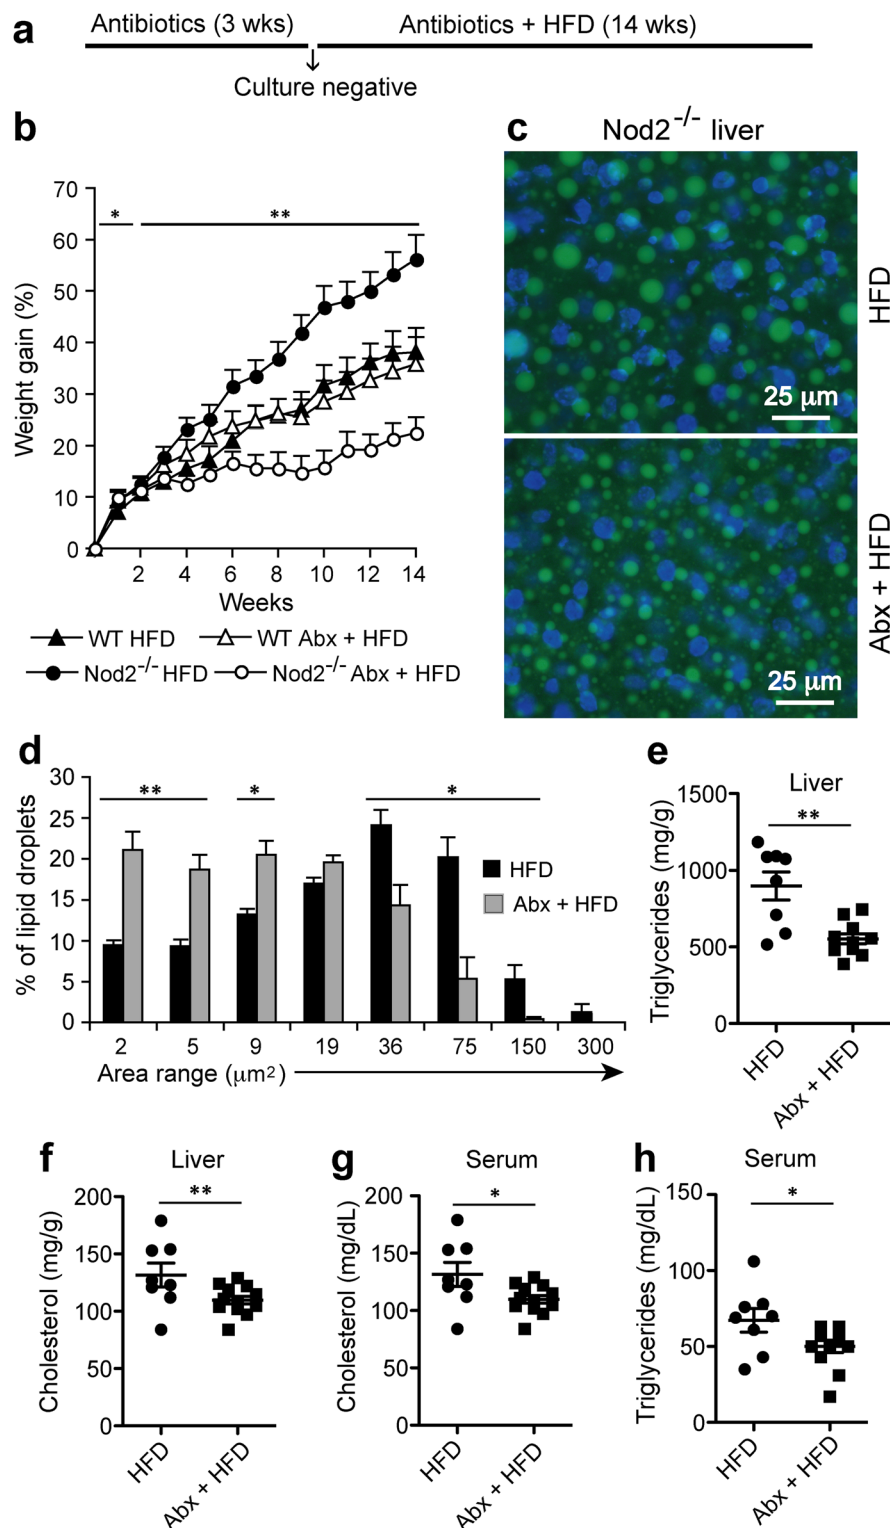 a
Antibiotics (3 wks)
Antibiotics + HFD (14 wks)
Culture negative
b
Weight gain (%)
70
60
50
40
30
20
10
0
*
**
2 4 6 8 10 12 14
Weeks
WT HFD
WT Abx + HFD
Nod2-/- HFD
Nod2-/- Abx + HFD
c
Nod2-/- liver
HFD
25 µm
Abx + HFD
25 µm
d
% of lipid droplets
30
25
20
15
10
5
0
**
*
*
HFD
Abx + HFD
2 5 9 19 36 75 150 300
Area range (µm2)
e
Liver
Triglycerides (mg/g)
1500
1000
500
0
**
HFD
Abx + HFD
f
Liver
Cholesterol (mg/g)
200
150
100
50
0
**
HFD
Abx + HFD
g
Serum
Cholesterol (mg/dL)
200
150
100
50
0
*
HFD
Abx + HFD
h
Serum
Triglycerides (mg/dL)
150
100
50
0
*
HFD
Abx + HFD